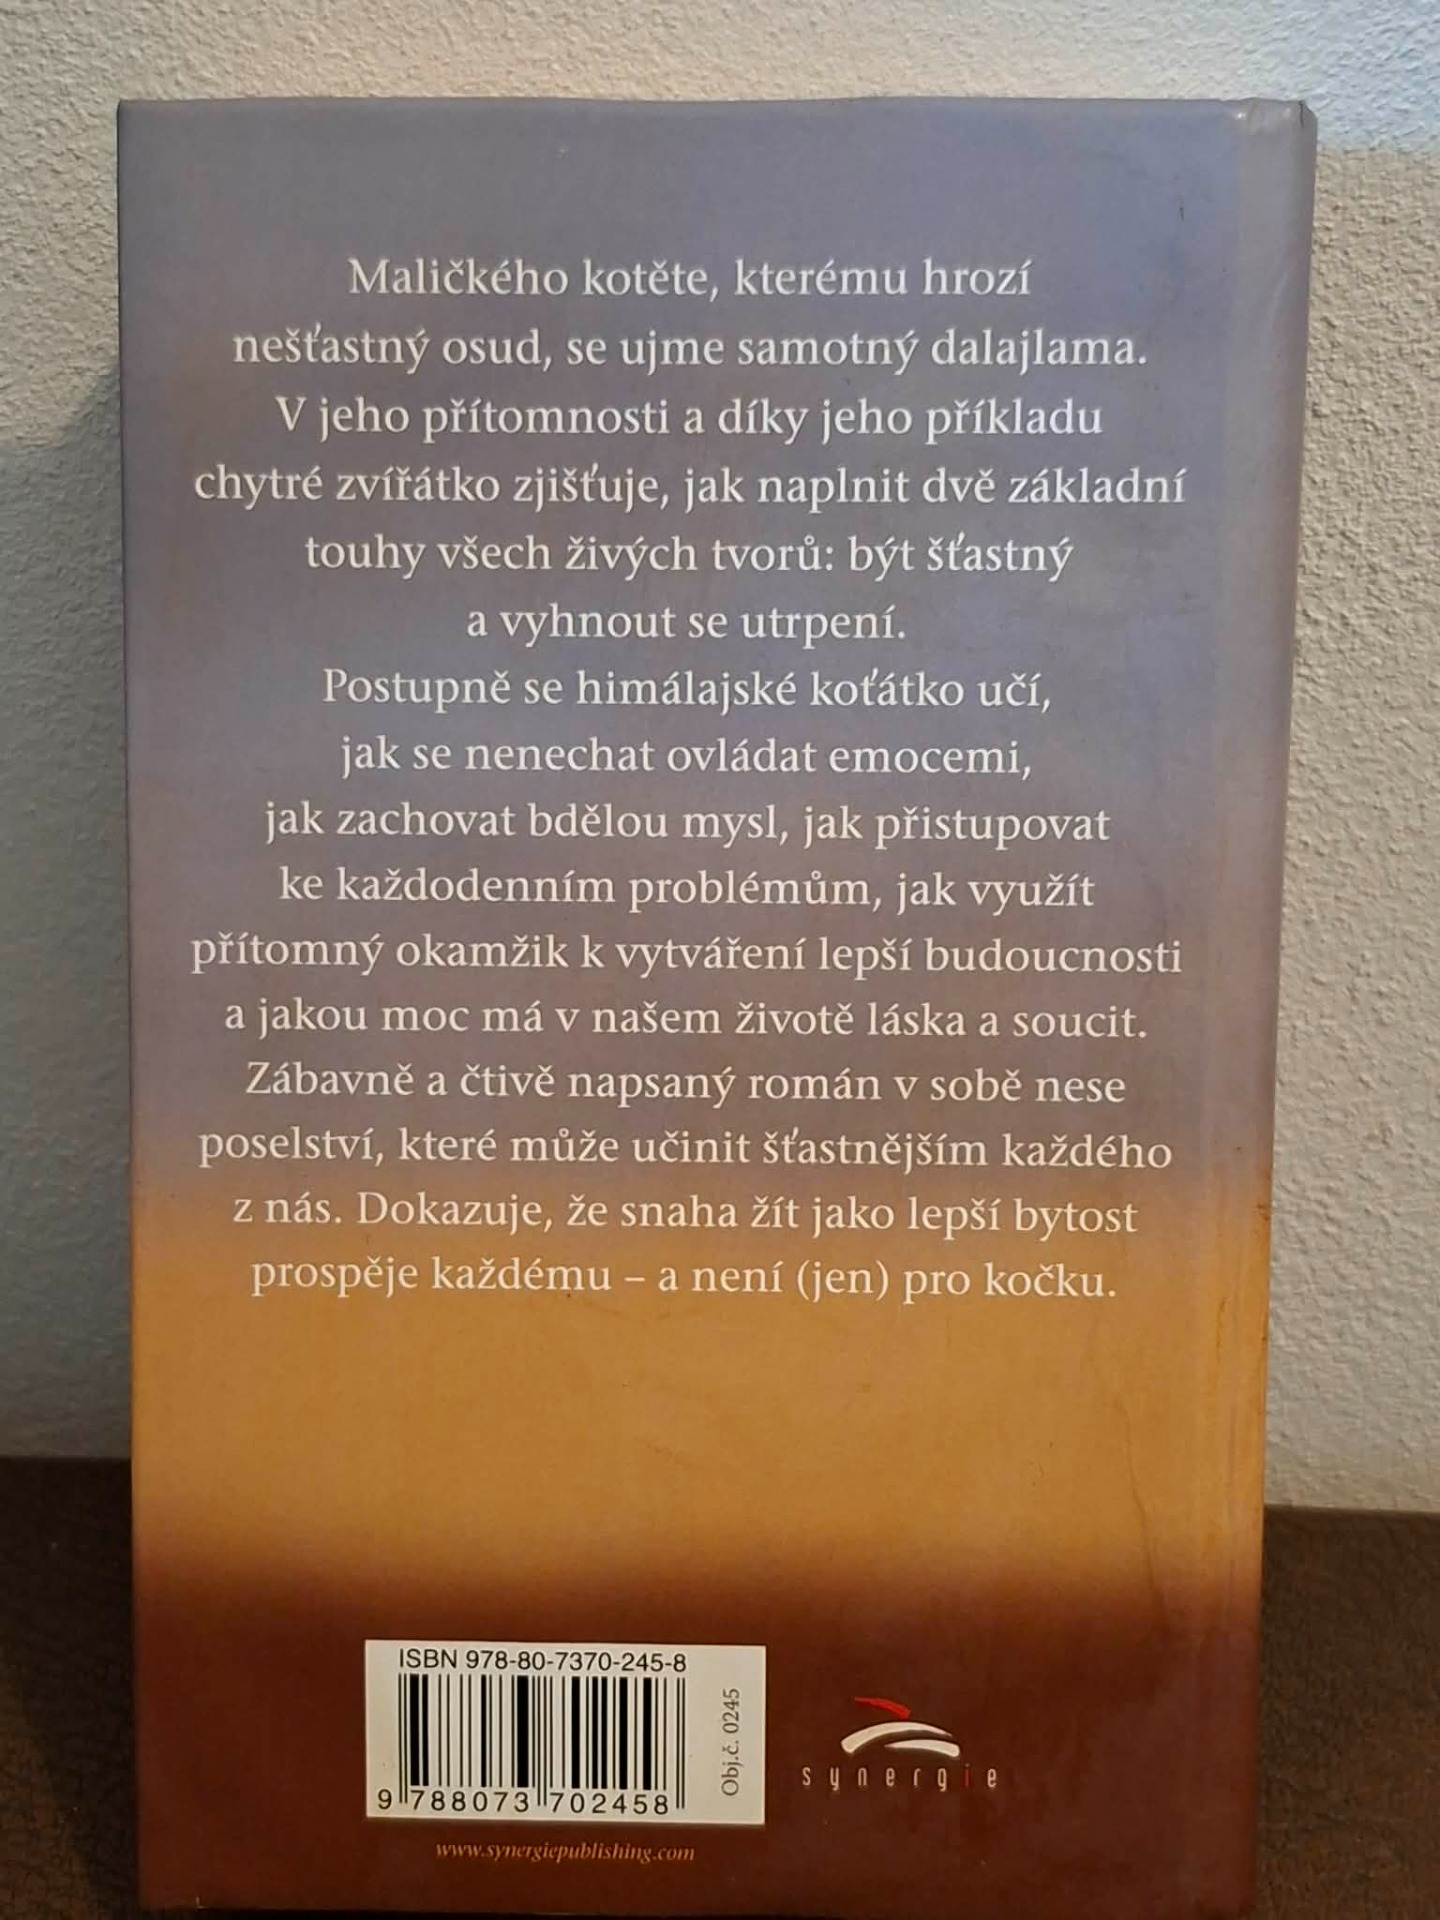 Maličkého kotěte, kterému hrozí
nešťastný osud, se ujme samotný dalajlama.
V jeho přítomnosti a díky jeho příkladu
chytré zvířátko zjišťuje, jak naplnit dvě základní
touhy všech živých tvorů: být šťastný
a vyhnout se utrpení.
Postupně se himálajské koťátko učí,
jak se nenechat ovládat emocemi,
jak zachovat bdělou mysl, jak přistupovat
ke každodenním problémům, jak využít
přítomný okamžik k vytváření lepší budoucnosti
a jakou moc má v našem životě láska a soucit.
Zábavně a čtivě napsaný román v sobě nese
poselství, které může učinit šťastnějším každého
z nás. Dokazuje, že snaha žít jako lepší bytost
prospěje každému – a není (jen) pro kočku.
ISBN 978-80-7370-245-8
9 788073 702458
Obj.č. 0245
synergie
www.synergiepublishing.com